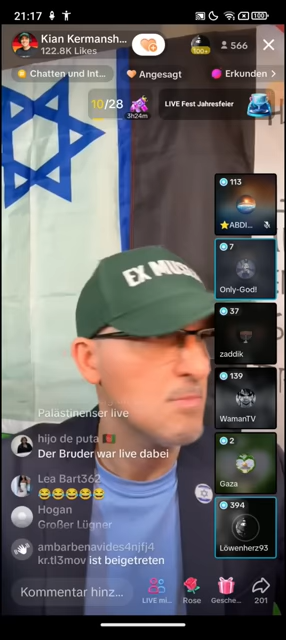 21:17
100
Kian Kermansh...
122.8K Likes
100+
566
Chatten und Int...
Angesagt
Erkunden
10/28
3h24m
LIVE Fest Jahresfeier
113
ABDI...
7
Only-God!
EX MUS
37
zaddik
139
WamanTV
2
Gaza
394
Löwenherz93
Palästinenser live
hijo de puta 🇦🇫
Der Bruder war live dabei
Lea Bart362
😂😂😂😂😂
Hogan
Großer Lügner
ambarbenavides4njfj4
kr.tl3mov ist beigetreten
Kommentar hinz...
LIVE mi...
Rose
Gesche...
201